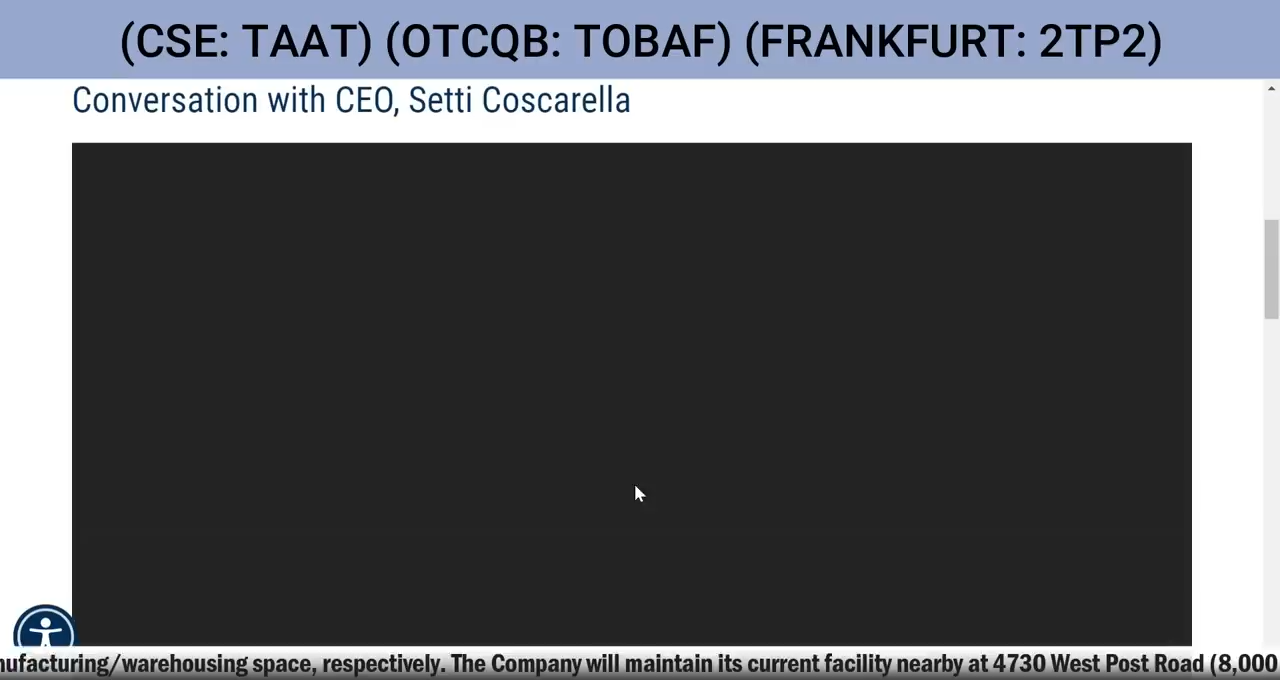 (CSE: TAAT) (OTCQB: TOBAF) (FRANKFURT: 2TP2)
Conversation with CEO, Setti Coscarella
nufacturing/warehousing space, respectively. The Company will maintain its current facility nearby at 4730 West Post Road (8,000